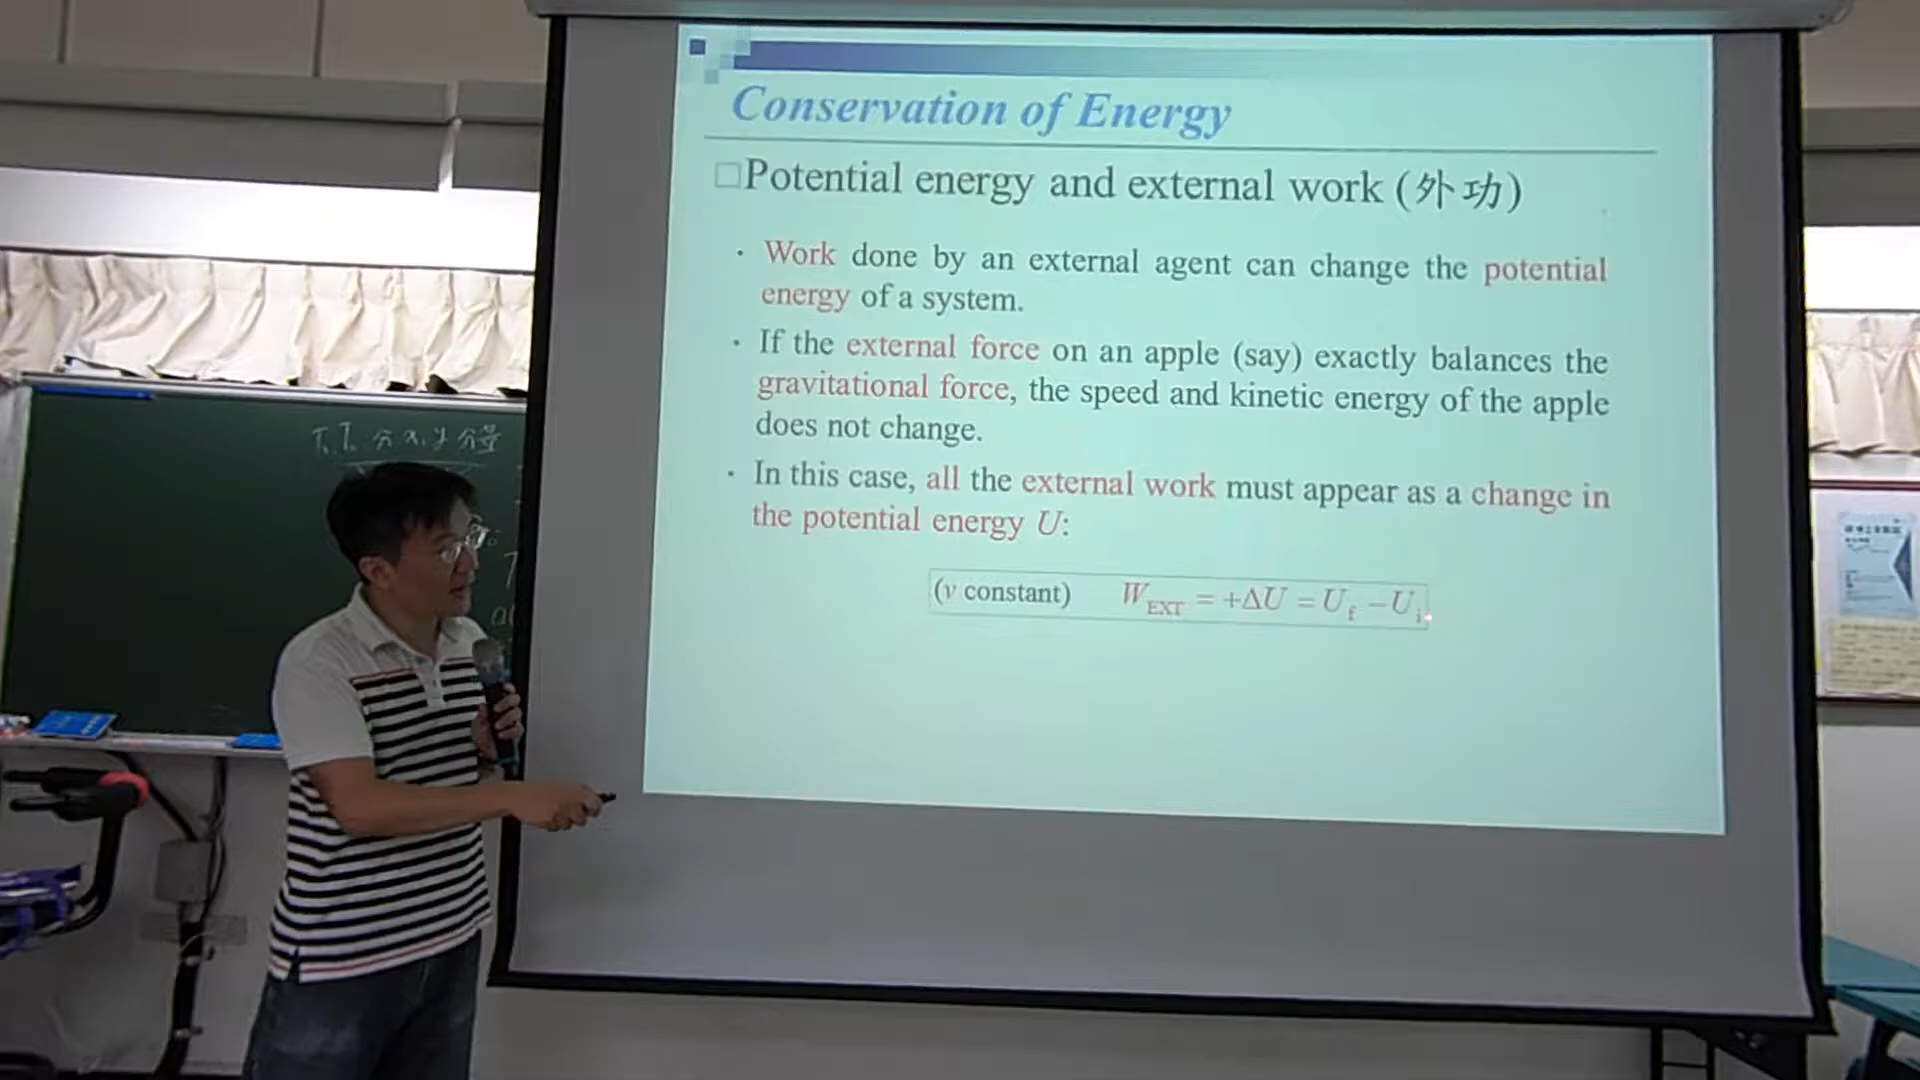 Conservation of Energy
Potential energy and external work (外功)
· Work done by an external agent can change the potential
energy of a system.
· If the external force on an apple (say) exactly balances the
gravitational force, the speed and kinetic energy of the apple
does not change.
· In this case, all the external work must appear as a change in
the potential energy U:
(v constant) W_EXT = +ΔU = U_f − U_i
分 x, y 分量